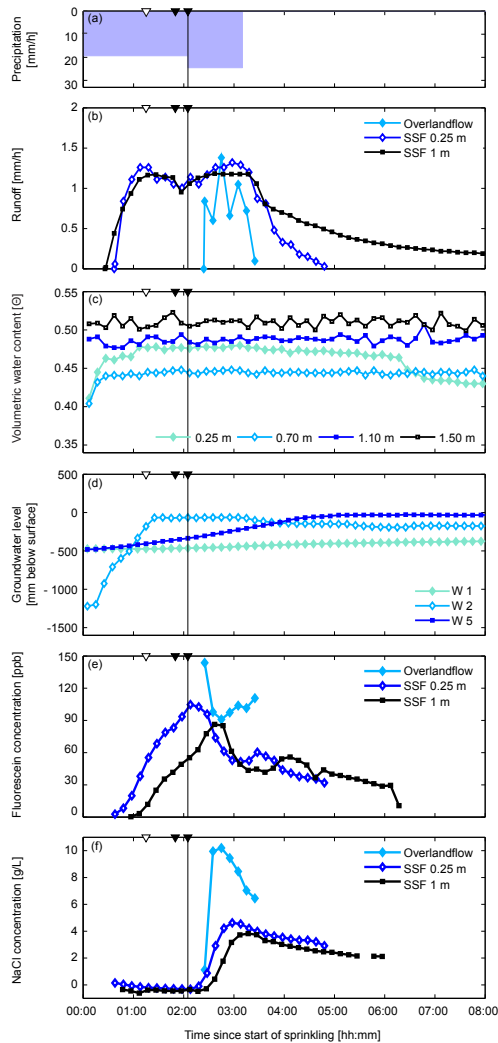 (a)
Precipitation
[mm/h]
0
10
20
30
(b)
Runoff [mm/h]
2
1.5
1
0.5
0
Overlandflow
SSF 0.25 m
SSF 1 m
(c)
Volumetric water content [Θ]
0.55
0.50
0.45
0.40
0.35
0.25 m
0.70 m
1.10 m
1.50 m
(d)
Groundwater level
[mm below surface]
500
0
- 500
-1000
-1500
W 1
W 2
W 5
(e)
Fluorescein concentration [ppb]
150
120
90
60
30
0
Overlandflow
SSF 0.25 m
SSF 1 m
(f)
NaCl concentration [g/L]
10
8
6
4
2
0
Overlandflow
SSF 0.25 m
SSF 1 m
00:00 01:00 02:00 03:00 04:00 05:00 06:00 07:00 08:00
Time since start of sprinkling [hh:mm]